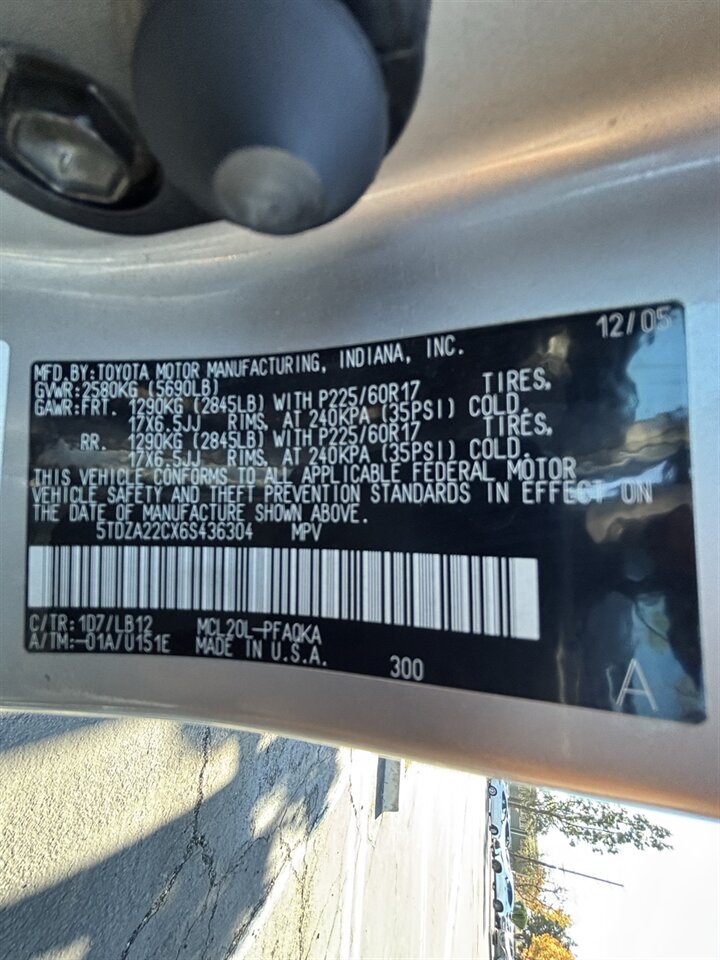 12/05
MFD.BY:TOYOTA MOTOR MANUFACTURING, INDIANA, INC.
GVWR:2580KG (5690LB)
GAWR:FRT. 1290KG (2845LB) WITH P225/60R17 TIRES,
17X6.5JJ RIMS, AT 240KPA (35PSI) COLD.
RR. 1290KG (2845LB) WITH P225/60R17 TIRES,
17X6.5JJ RIMS, AT 240KPA (35PSI) COLD.
THIS VEHICLE CONFORMS TO ALL APPLICABLE FEDERAL MOTOR
VEHICLE SAFETY AND THEFT PREVENTION STANDARDS IN EFFECT ON
THE DATE OF MANUFACTURE SHOWN ABOVE.
5TDZA22CX6S436304 MPV
C/TR:1D7/LB12 MCL20L-PFAQKA
A/TM:-01A/U151E MADE IN U.S.A.
300
A